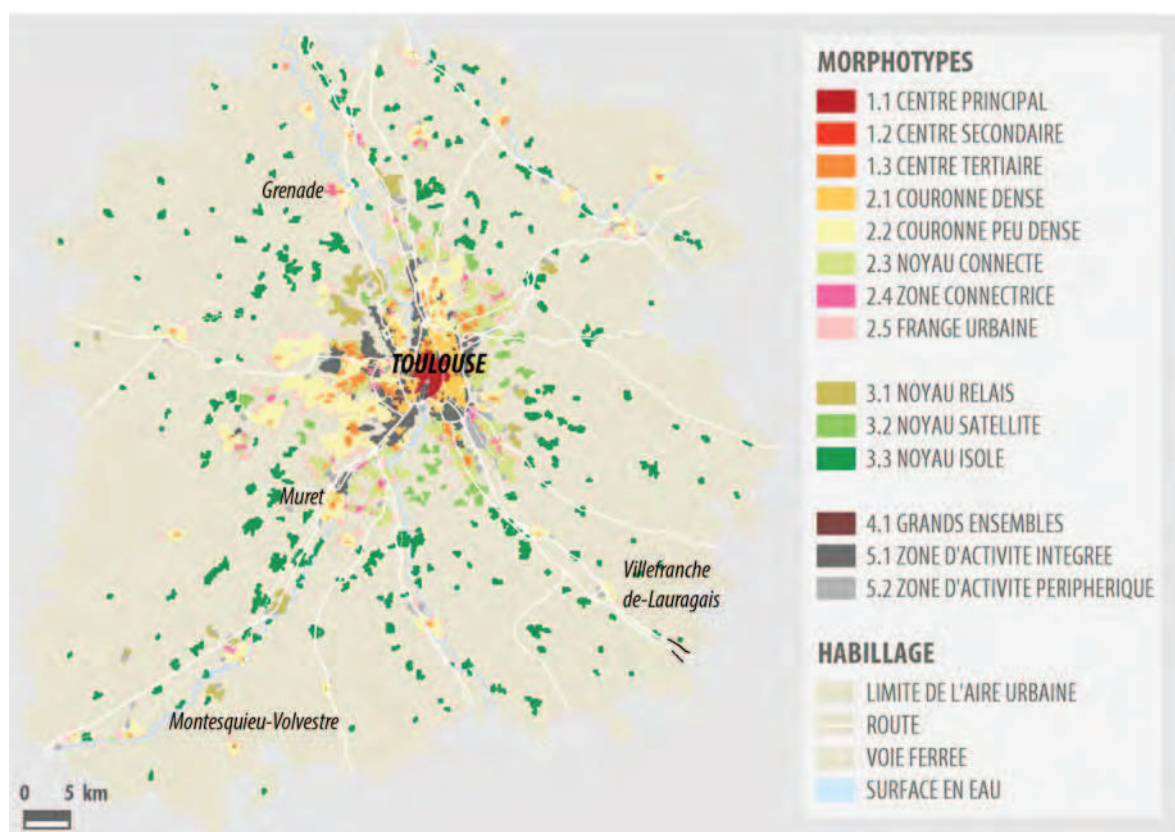 Grenade
TOULOUSE
Muret
Villefranche
de-Lauragais
Montesquieu-Volvestre
0 5 km
MORPHOTYPES
1.1 CENTRE PRINCIPAL
1.2 CENTRE SECONDAIRE
1.3 CENTRE TERTIAIRE
2.1 COURONNE DENSE
2.2 COURONNE PEU DENSE
2.3 NOYAU CONNECTE
2.4 ZONE CONNECTRICE
2.5 FRANGE URBAINE
3.1 NOYAU RELAIS
3.2 NOYAU SATELLITE
3.3 NOYAU ISOLE
4.1 GRANDS ENSEMBLES
5.1 ZONE D'ACTIVITE INTEGREE
5.2 ZONE D'ACTIVITE PERIPHERIQUE
HABILLAGE
LIMITE DE L'AIRE URBAINE
ROUTE
VOIE FERREE
SURFACE EN EAU